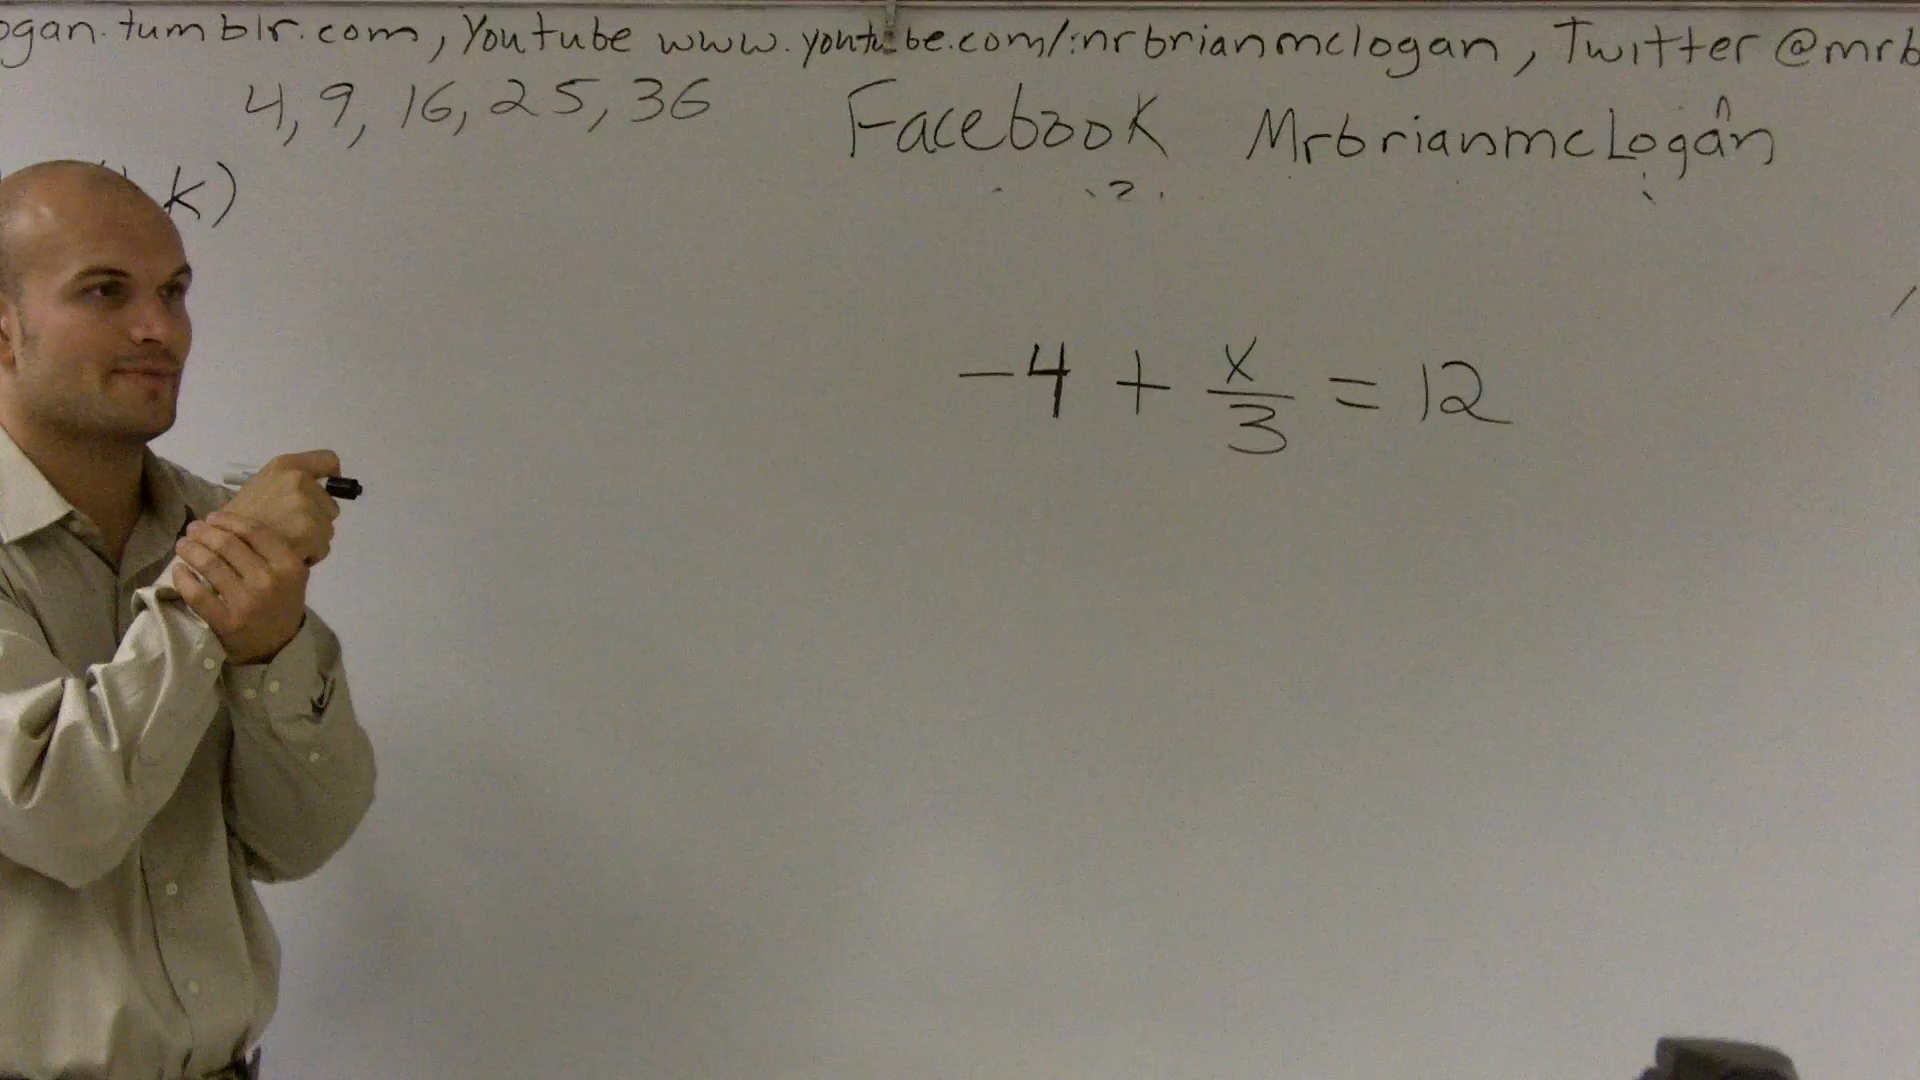 ogan.tumblr.com, Youtube www.youtube.com/mrbrianmclogan, Twitter @mrb
4, 9, 16, 25, 36
Facebook MrbrianmcLogan
k)
-4 + x/3 = 12